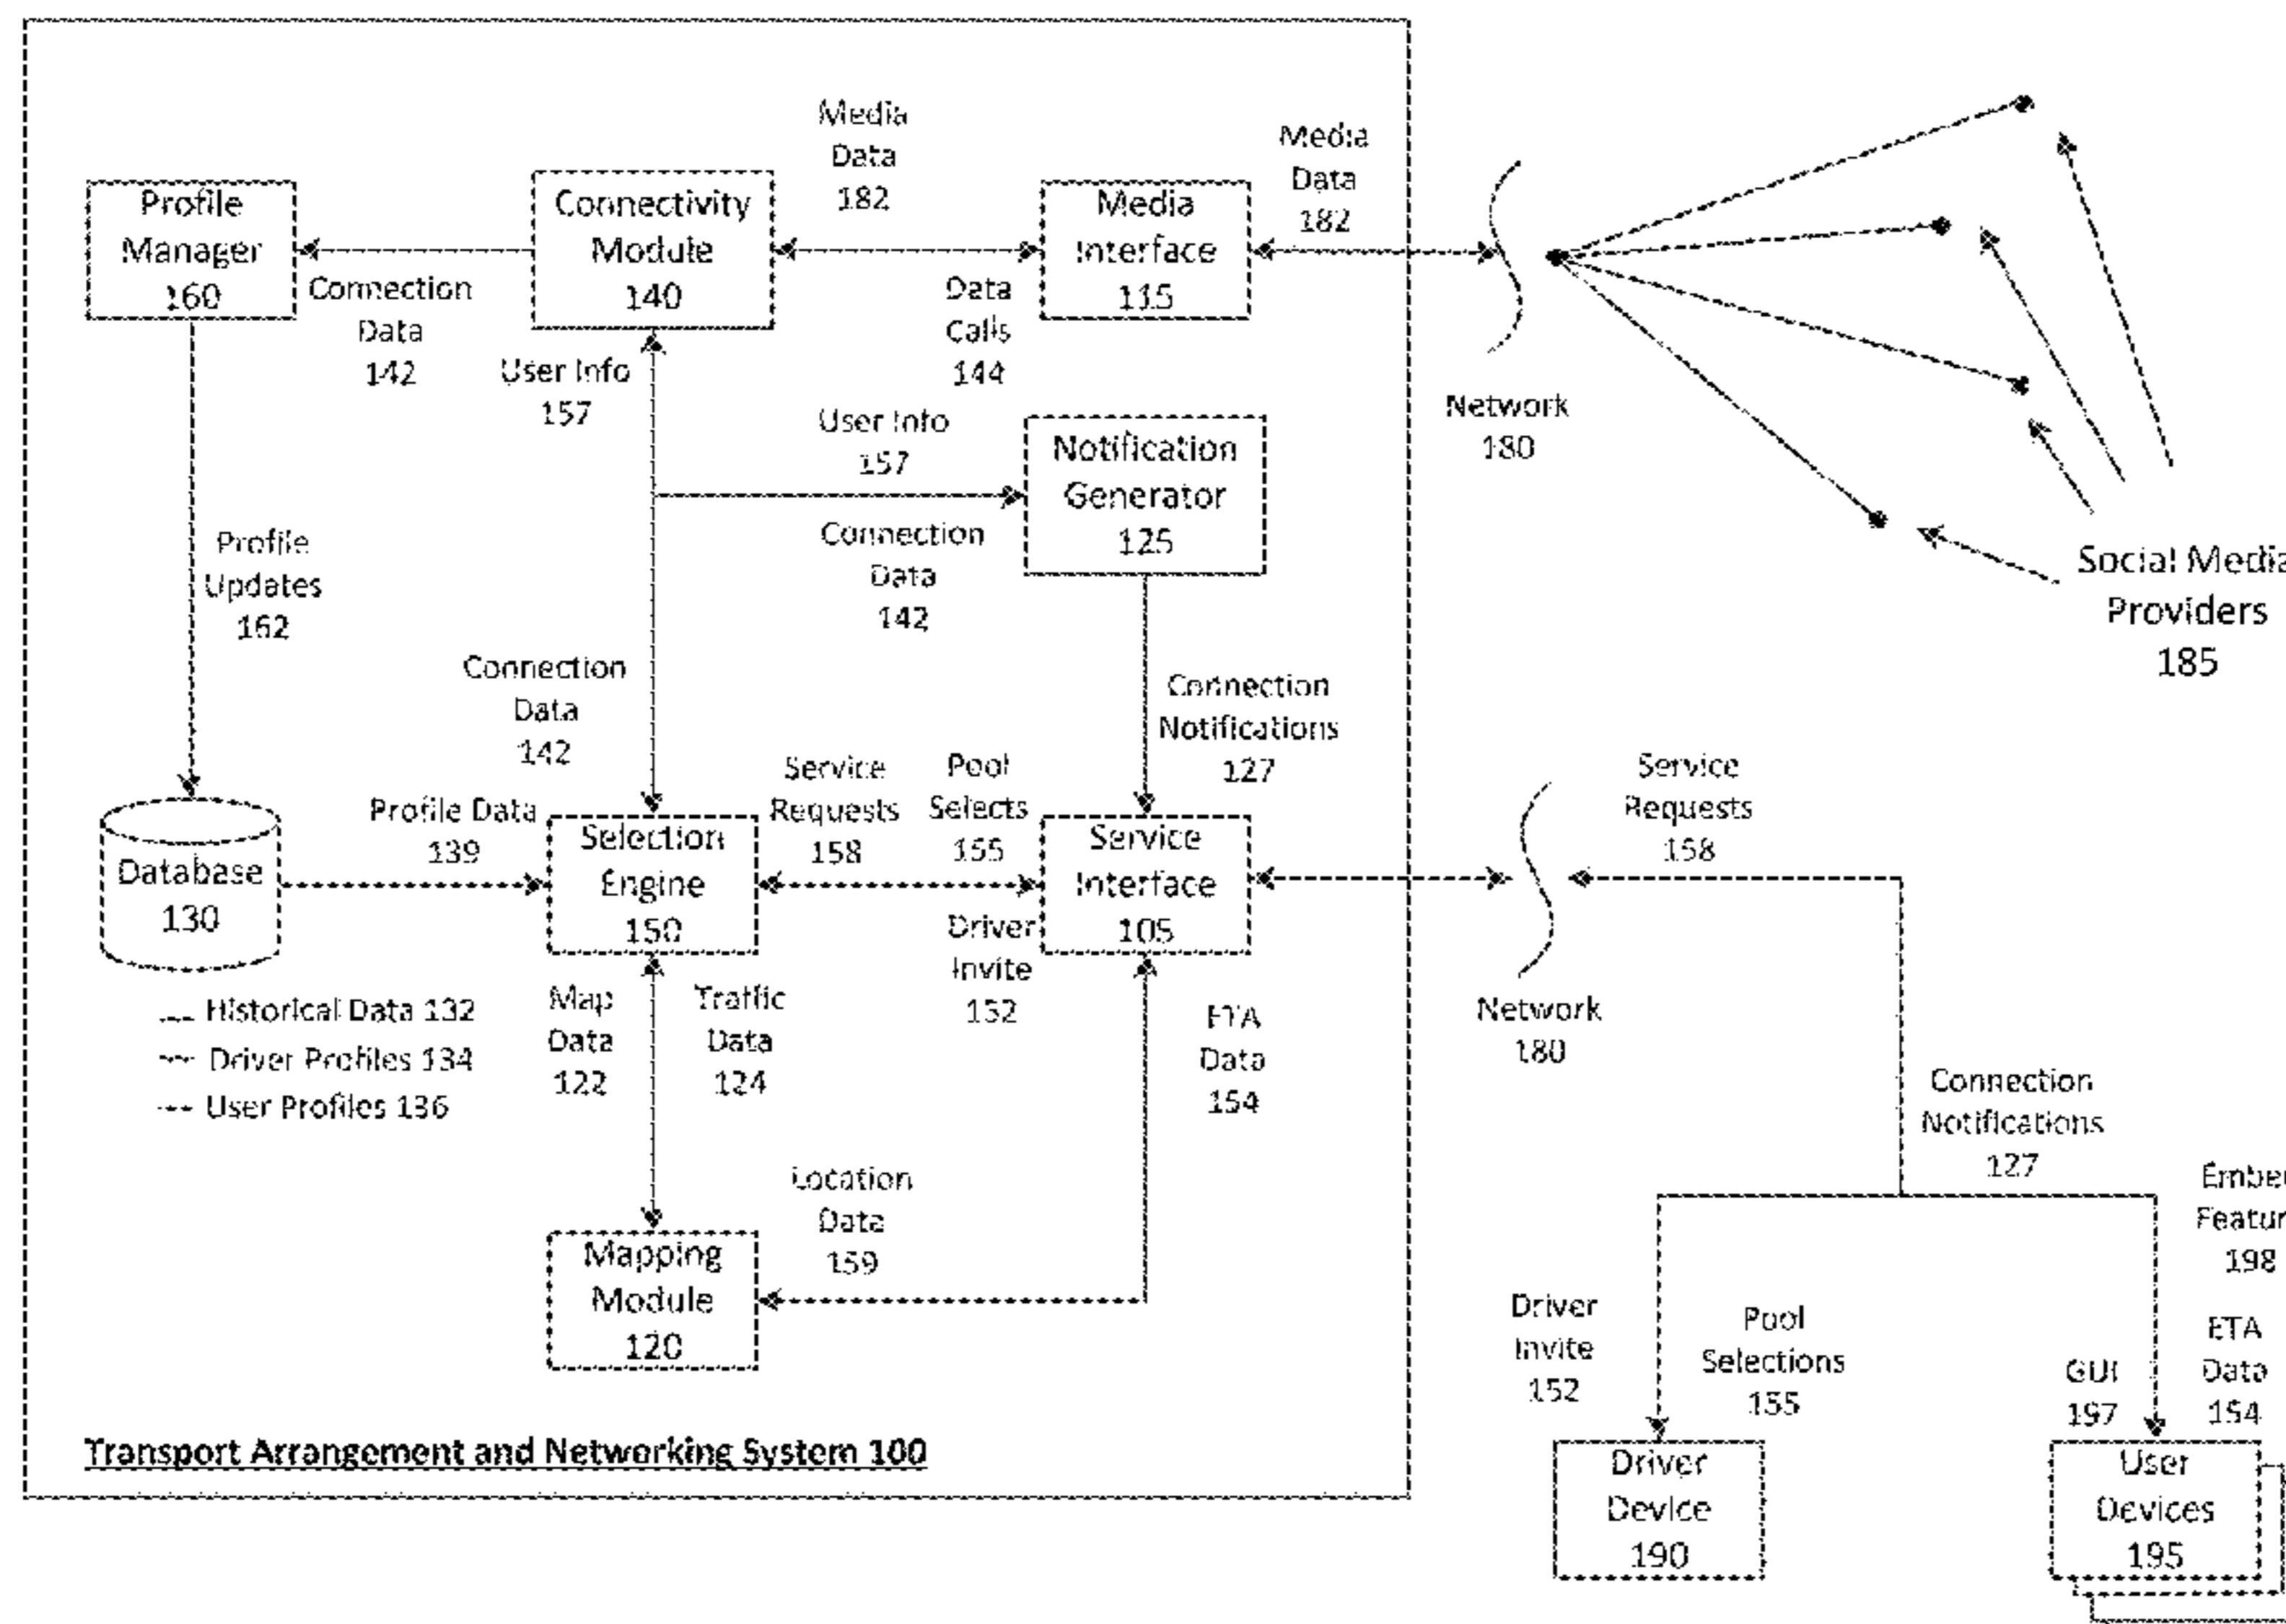 Profile
Manager
160
Connection
Data
142
Connectivity
Module
140
Media
Data
182
Data
Calls
144
Media
Interface
115
Media
Data
182
Network
180
User Info
157
User Info
157
Connection
Data
142
Notification
Generator
125
Social Media
Providers
185
Profile
Updates
162
Connection
Data
142
Connection
Notifications
127
Database
130
Historical Data 132
Driver Profiles 134
User Profiles 136
Profile Data
139
Selection
Engine
150
Service
Requests
158
Pool
Selects
155
Driver
Invite
152
Service
Interface
105
Network
180
Service
Requests
158
Map
Data
122
Traffic
Data
124
ETA
Data
154
Location
Data
159
Mapping
Module
120
Connection
Notifications
127
198
Driver
Invite
152
Pool
Selections
155
GUI
197
ETA
Data
154
Driver
Device
190
User
Devices
195
Transport Arrangement and Networking System 100